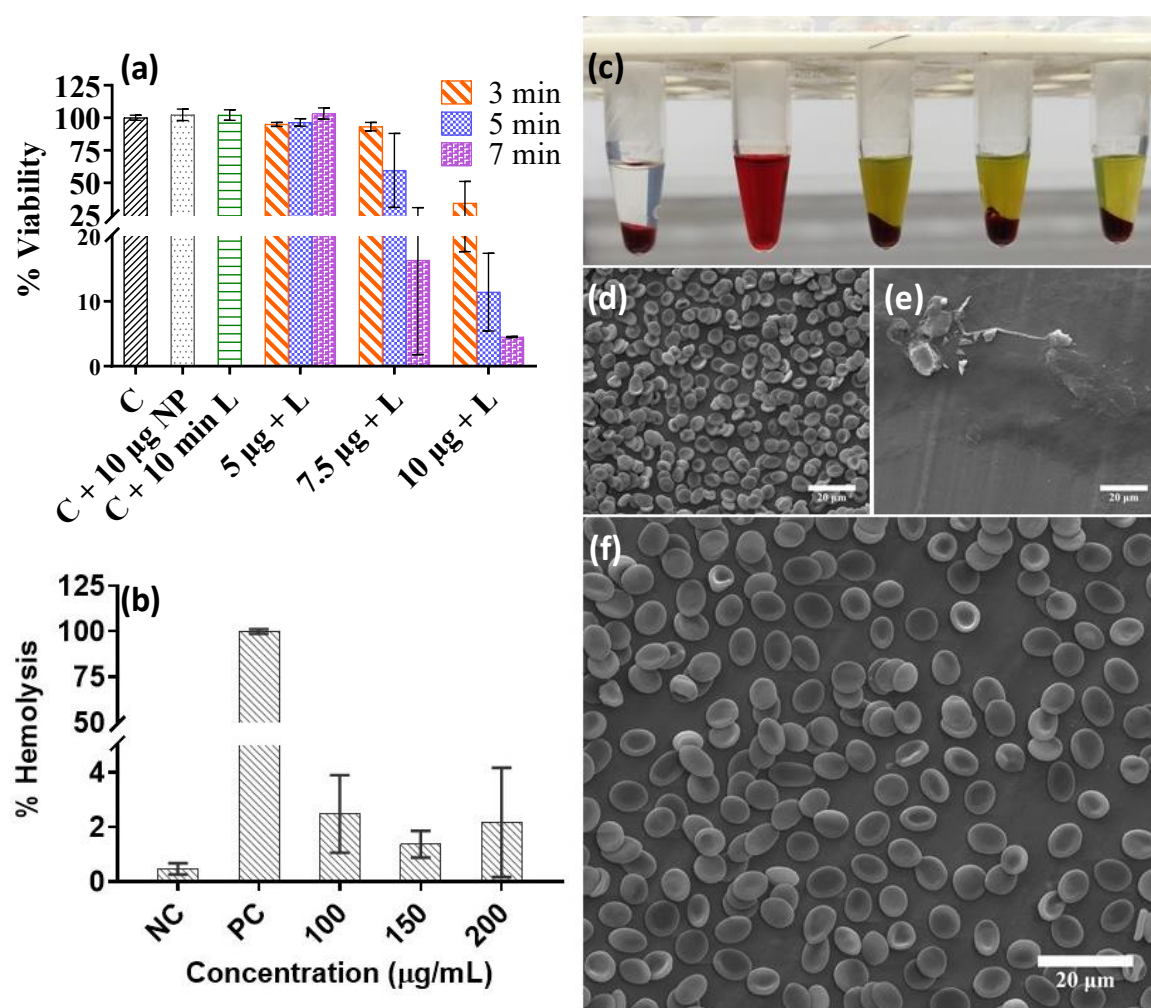 (a)
125
100
75
50
25
20
10
0
% Viability
3 min
5 min
7 min
C
C + 10 µg NP
C + 10 min L
5 µg + L
7.5 µg + L
10 µg + L
(b)
125
100
75
50
4
2
0
% Hemolysis
NC
PC
100
150
200
Concentration (µg/mL)
(c)
(d)
20 µm
(e)
20 µm
(f)
20 µm